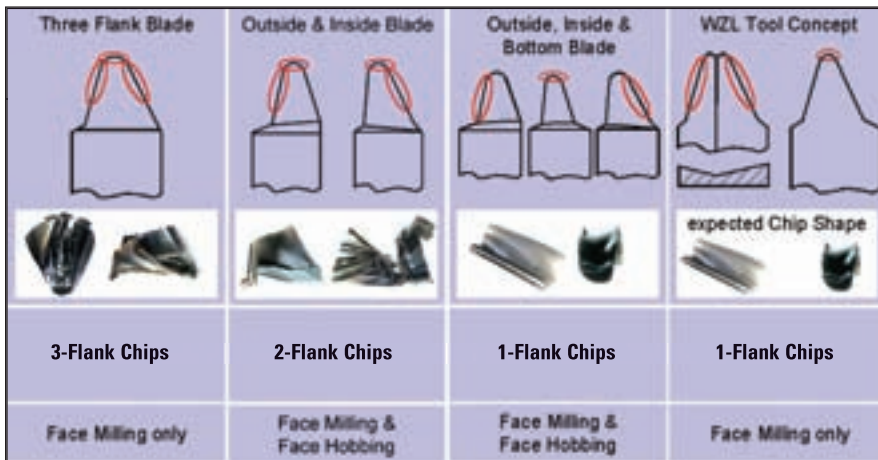 Three Flank Blade
Outside & Inside Blade
Outside, Inside &
Bottom Blade
WZL Tool Concept
expected Chip Shape
3-Flank Chips
2-Flank Chips
1-Flank Chips
1-Flank Chips
Face Milling only
Face Milling &
Face Hobbing
Face Milling &
Face Hobbing
Face Milling only